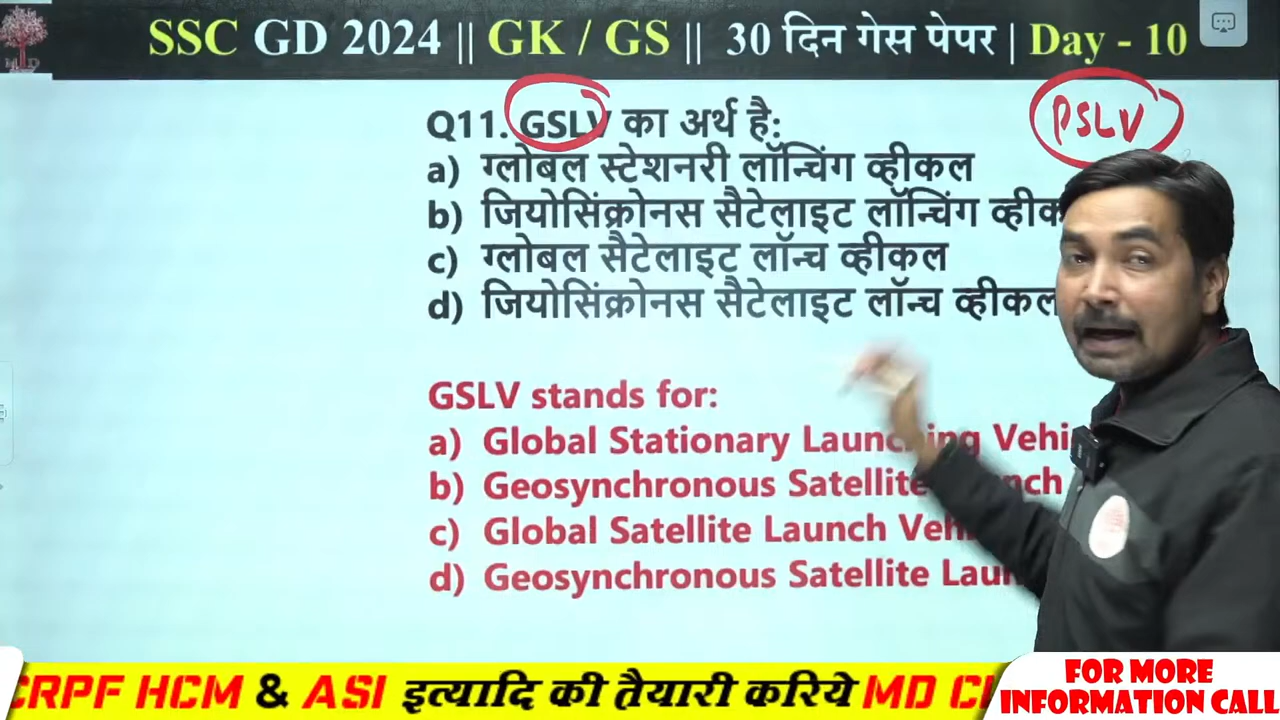 SSC GD 2024 || GK / GS || 30 दिन गेस पेपर | Day - 10
Q11. GSLV का अर्थ है:
PSLV
a) ग्लोबल स्टेशनरी लॉन्चिंग व्हीकल
b) जियोसिंक्रोनस सैटेलाइट लॉन्चिंग
c) ग्लोबल सैटेलाइट लॉन्च व्हीकल
d) जियोसिंक्रोनस सैटेलाइट लॉन्च व्हीकल
GSLV stands for:
a) Global Stationary Launching
b) Geosynchronous Satellite
c) Global Satellite Launch
d) Geosynchronous Satellite
CRPF HCM & ASI इत्यादि की तैयारी करिये MD
FOR MORE
INFORMATION CALL